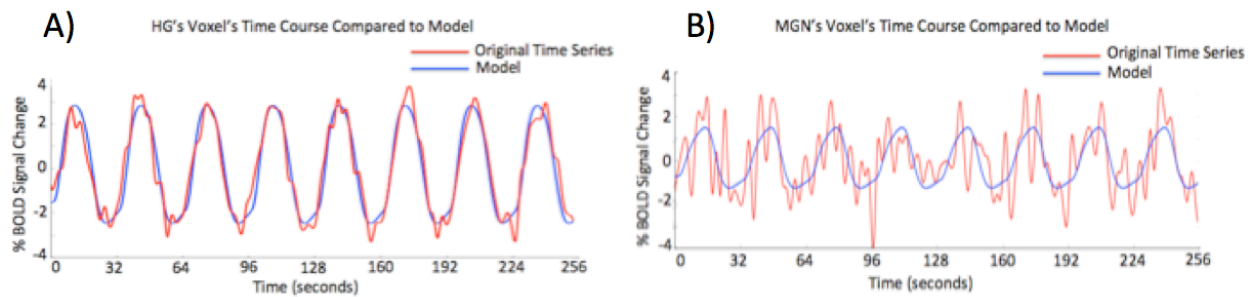 A)
HG's Voxel's Time Course Compared to Model
Original Time Series
Model
% BOLD Signal Change
4
2
0
-2
-4
0 32 64 96 128 160 192 224 256
Time (seconds)
B)
MGN's Voxel's Time Course Compared to Model
Original Time Series
Model
% BOLD Signal Change
4
2
0
-2
-4
0 32 64 96 128 160 192 224 256
Time (seconds)